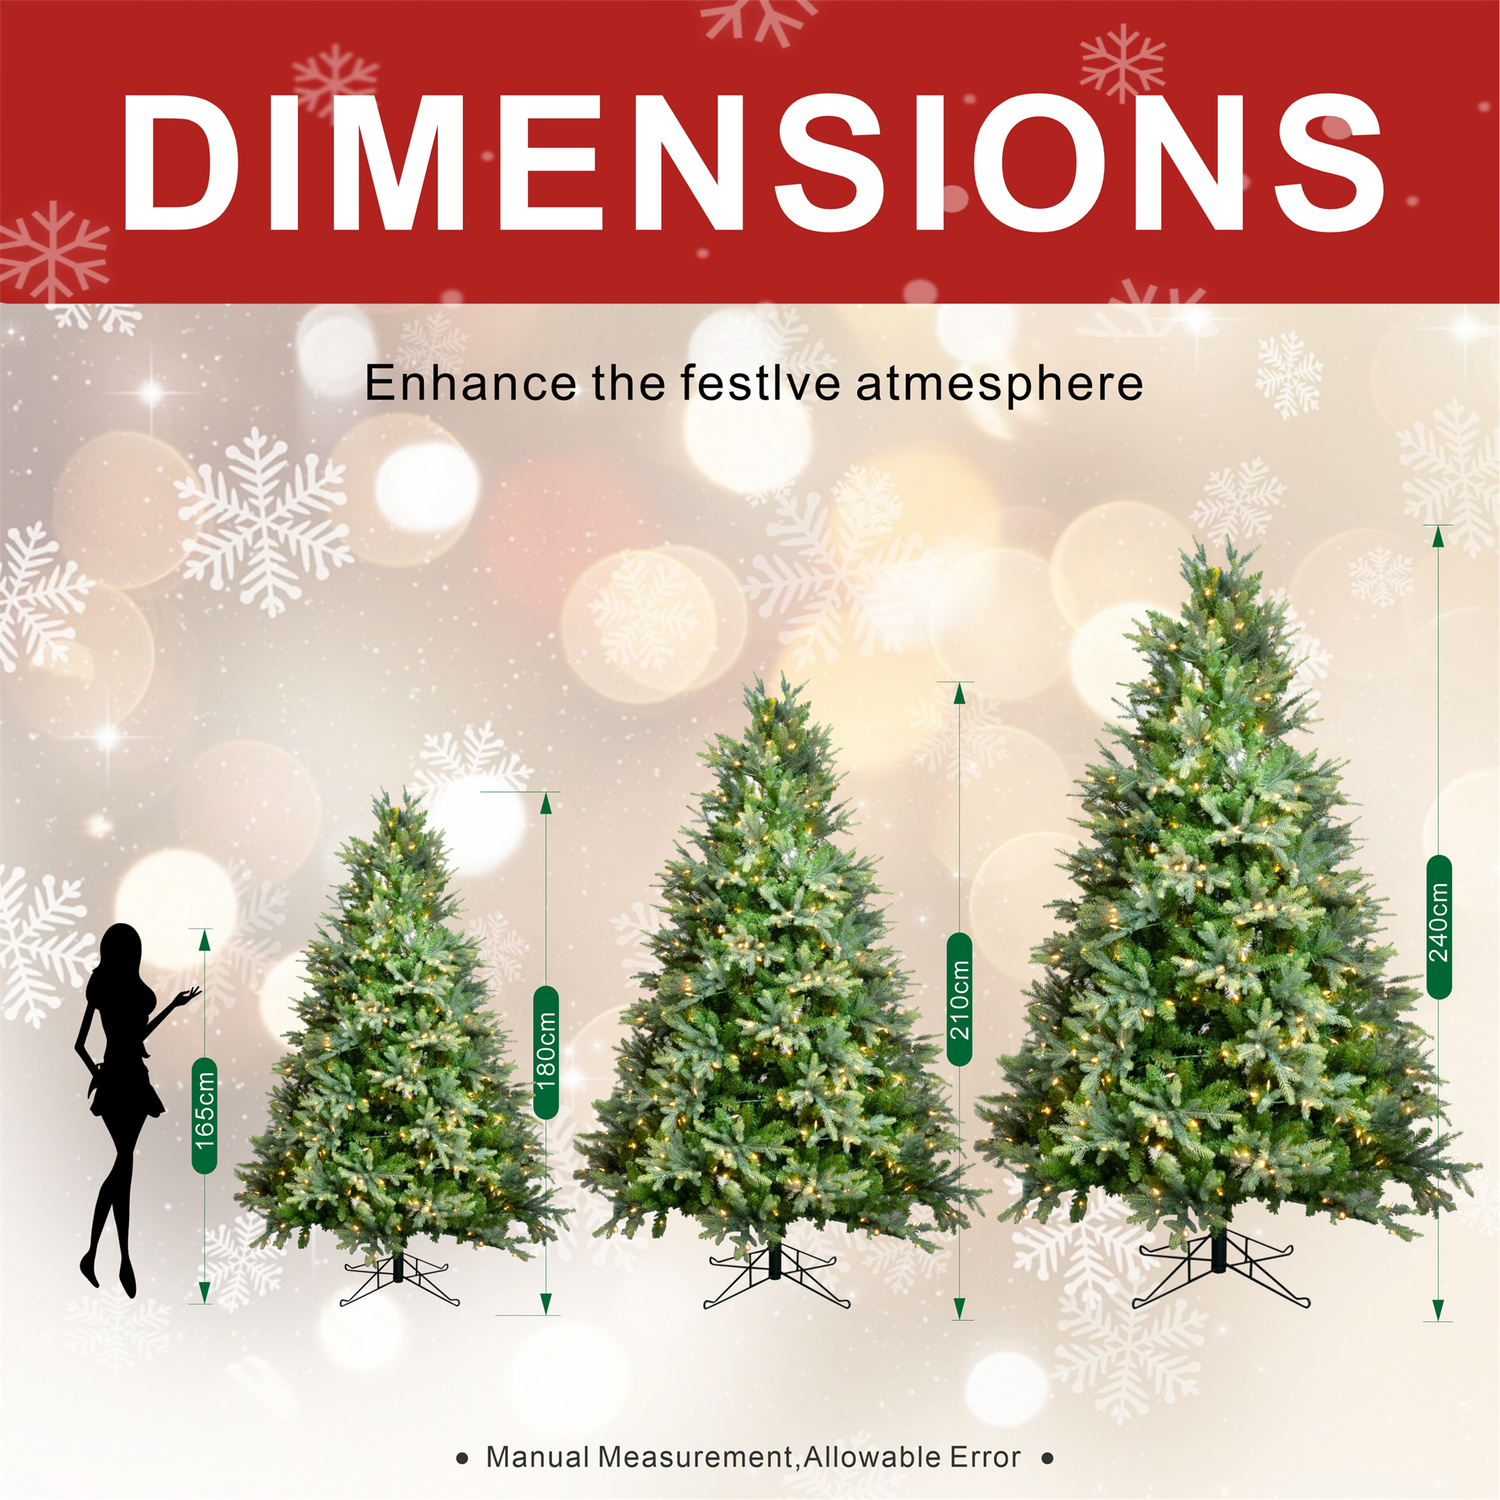 DIMENSIONS
Enhance the festlve atmesphere
165cm
180cm
210cm
240cm
• Manual Measurement,Allowable Error •